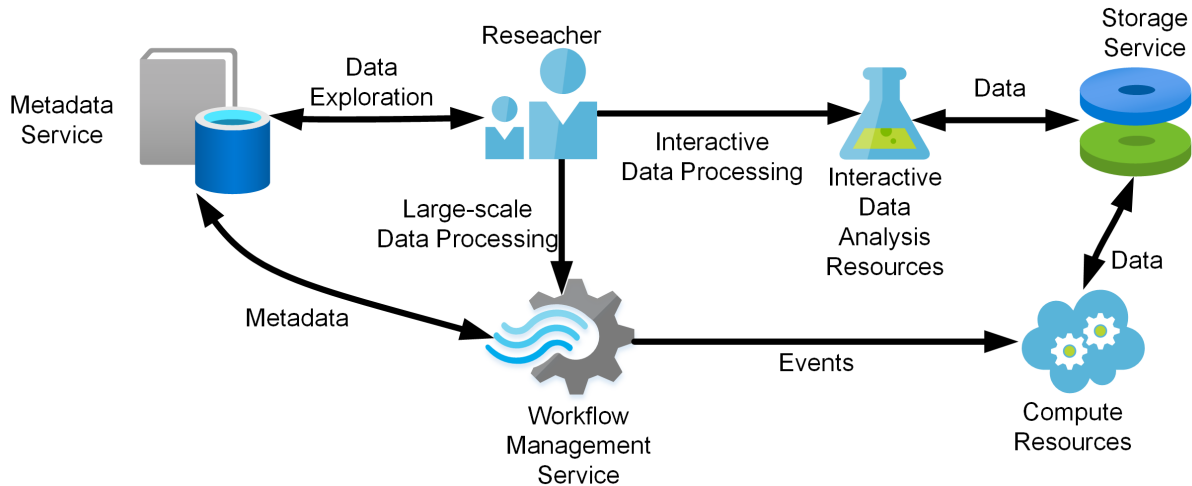 Reseacher
Storage
Service
Metadada
Service
Data
Exploration
Interactive
Data Processing
Data
Interactive
Data
Analysis
Resources
Large-scale
Data Processing
Data
Metadata
Events
Workflow
Management
Service
Compute
Resources